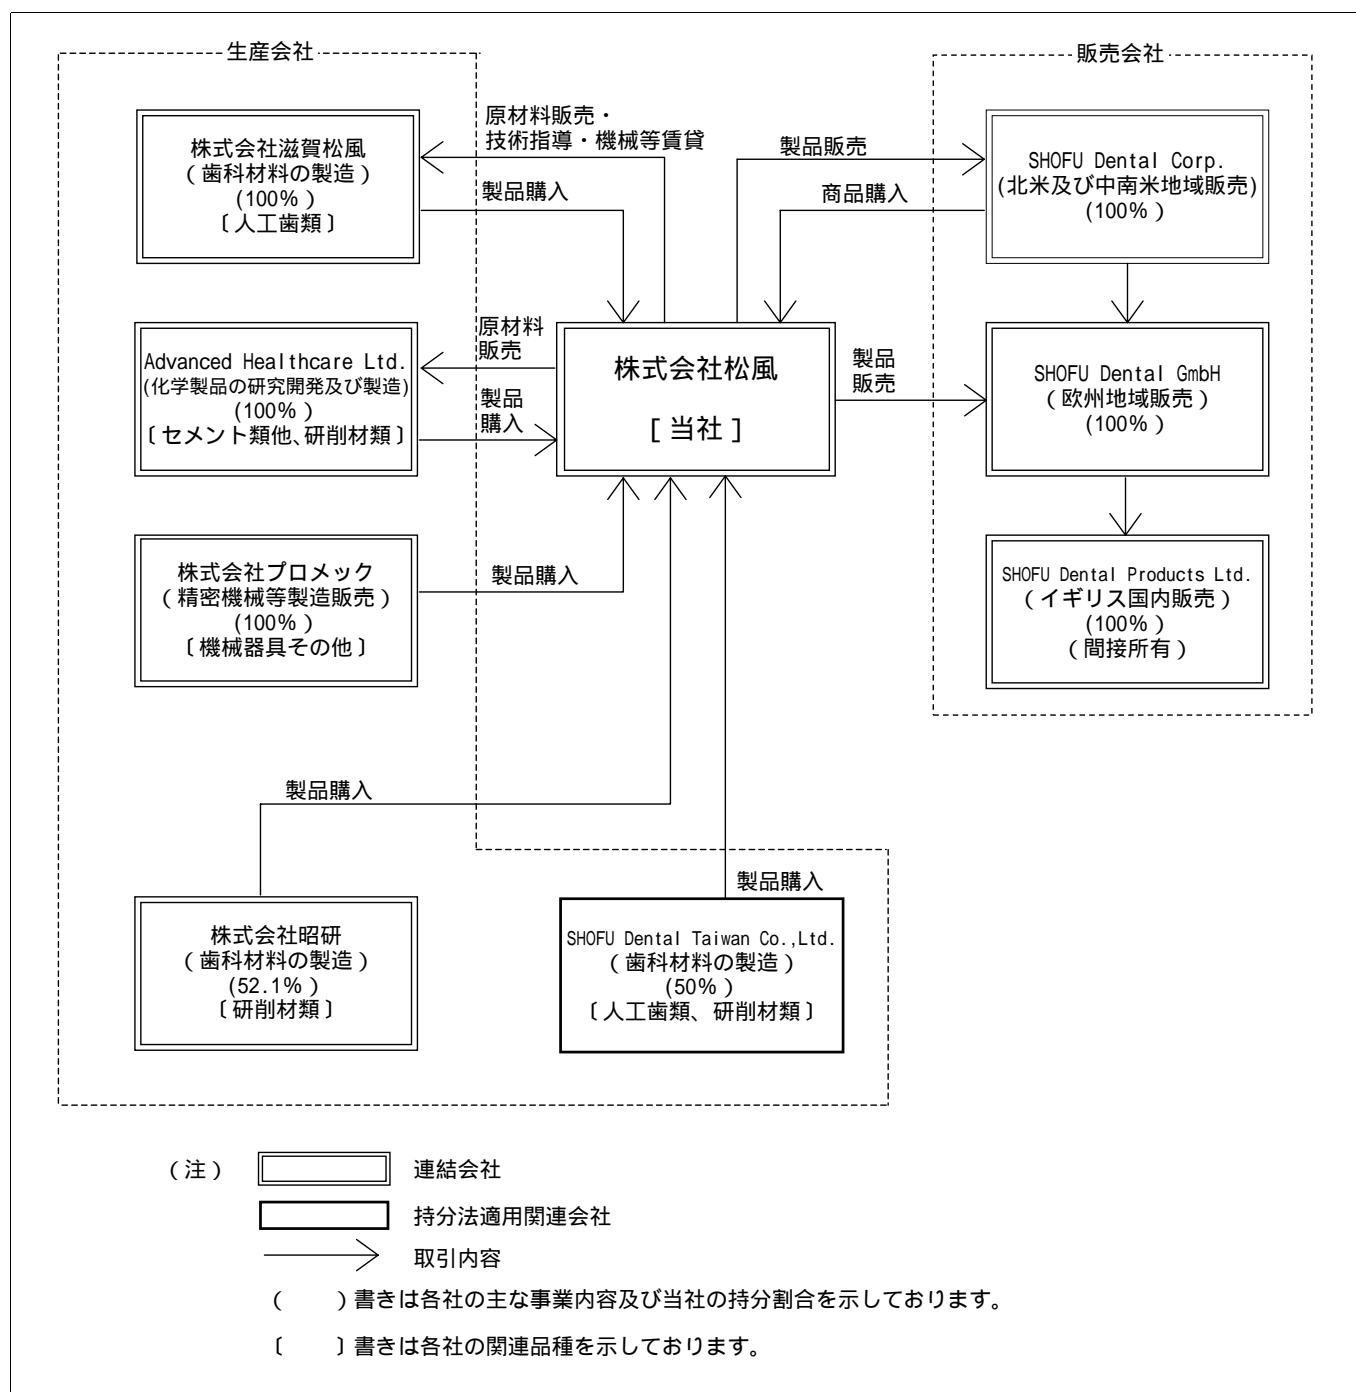 生産会社
販売会社
株式会社滋賀松風
(歯科材料の製造)
(100%)
〔人工歯類〕
原材料販売・
技術指導・機械等賃貸
製品購入
製品販売
商品購入
SHOFU Dental Corp.
(北米及び中南米地域販売)
(100%)
Advanced Healthcare Ltd.
(化学製品の研究開発及び製造)
(100%)
〔セメント類他、研削材類〕
原材料
販売
製品
購入
株式会社松風
[当社]
製品
販売
SHOFU Dental GmbH
(欧州地域販売)
(100%)
株式会社プロメック
(精密機械等製造販売)
(100%)
〔機械器具その他〕
製品購入
SHOFU Dental Products Ltd.
(イギリス国内販売)
(100%)
(間接所有)
製品購入
株式会社昭研
(歯科材料の製造)
(52.1%)
〔研削材類〕
製品購入
SHOFU Dental Taiwan Co.,Ltd.
(歯科材料の製造)
(50%)
〔人工歯類、研削材類〕
(注) 連結会社
持分法適用関連会社
取引内容
(　　)書きは各社の主な事業内容及び当社の持分割合を示しております。
〔　　〕書きは各社の関連品種を示しております。